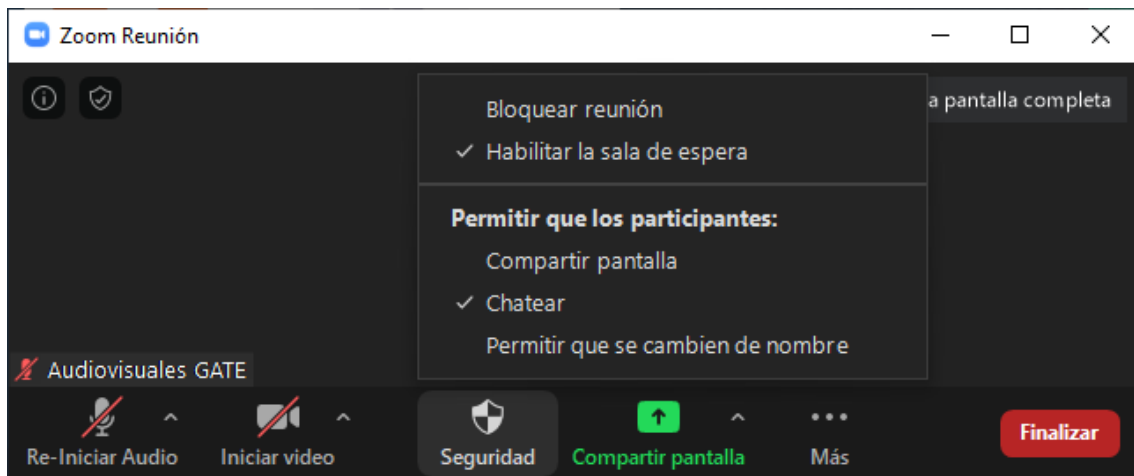 Zoom Reunión
a pantalla completa
Bloquear reunión
Habilitar la sala de espera
Permitir que los participantes:
Compartir pantalla
Chatear
Permitir que se cambien de nombre
Audiovisuales GATE
Re-Iniciar Audio
Iniciar video
Seguridad
Compartir pantalla
Más
Finalizar